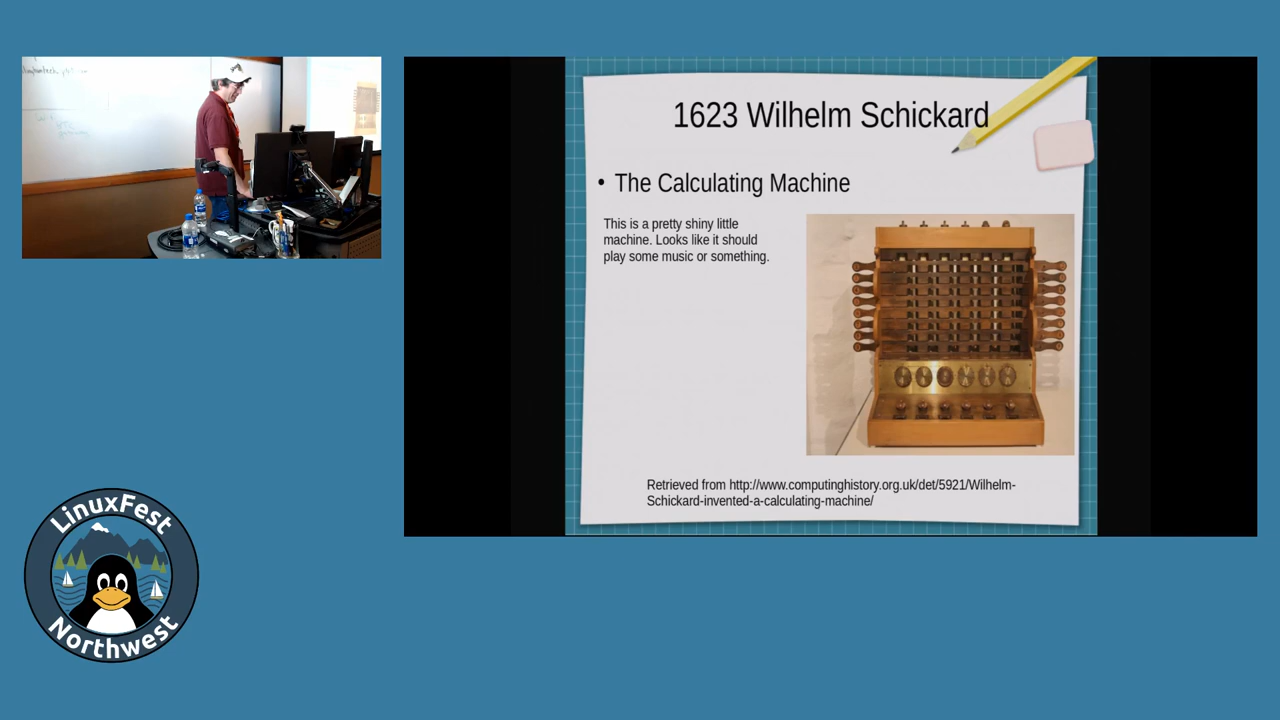 1623 Wilhelm Schickard
• The Calculating Machine
This is a pretty shiny little
machine. Looks like it should
play some music or something.
Retrieved from http://www.computinghistory.org.uk/det/5921/Wilhelm-
Schickard-invented-a-calculating-machine/
LinuxFest
Northwest